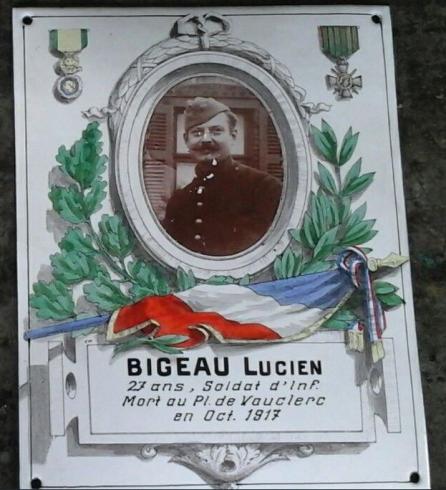 BIGEAU LUCIEN
27 ans, Soldat d'Inf.
Mort au Pl. de Vauclerc
en Oct. 1917